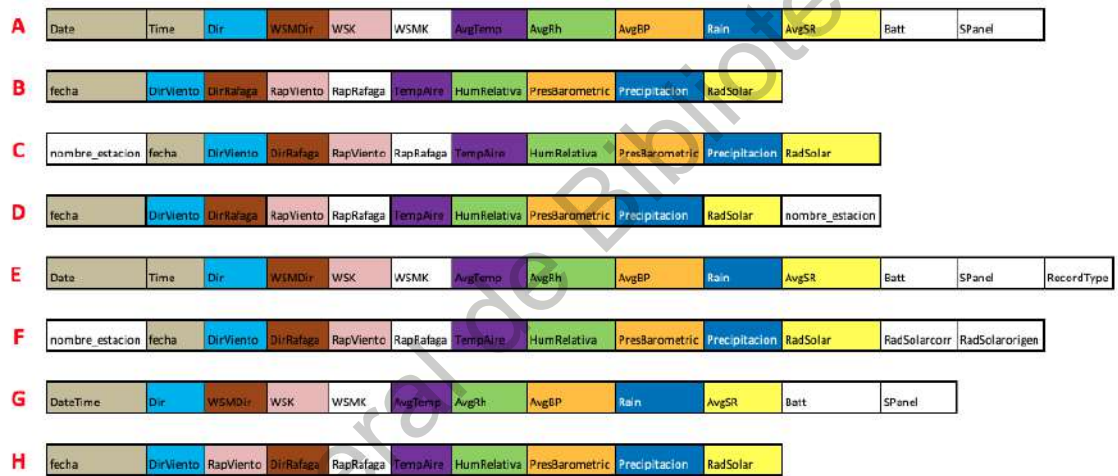 A Date Time Dir WSMDir WSK WSMK AvgTemp AvgRh AvgBP Rain AvgSR Batt SPanel
B fecha DirViento DirRafaga RapViento RapRafaga TempAire HumRelativa PresBarometric Precipitacion RadSolar
C nombre_estacion fecha DirViento DirRafaga RapViento RapRafaga TempAire HumRelativa PresBarometric Precipitacion RadSolar
D fecha DirViento DirRafaga RapViento RapRafaga TempAire HumRelativa PresBarometric Precipitacion RadSolar nombre_estacion
E Date Time Dir WSMDir WSK WSMK AvgTemp AvgRh AvgBP Rain AvgSR Batt SPanel RecordType
F nombre_estacion fecha DirViento DirRafaga RapViento RapRafaga TempAire HumRelativa PresBarometric Precipitacion RadSolar RadSolarcorr RadSolarorigen
G DateTime Dir WSMDir WSK WSMK AvgTemp AvgRh AvgBP Rain AvgSR Batt SPanel
H fecha DirViento RapViento DirRafaga RapRafaga TempAire HumRelativa PresBarometric Precipitacion RadSolar
eral de Bibliote